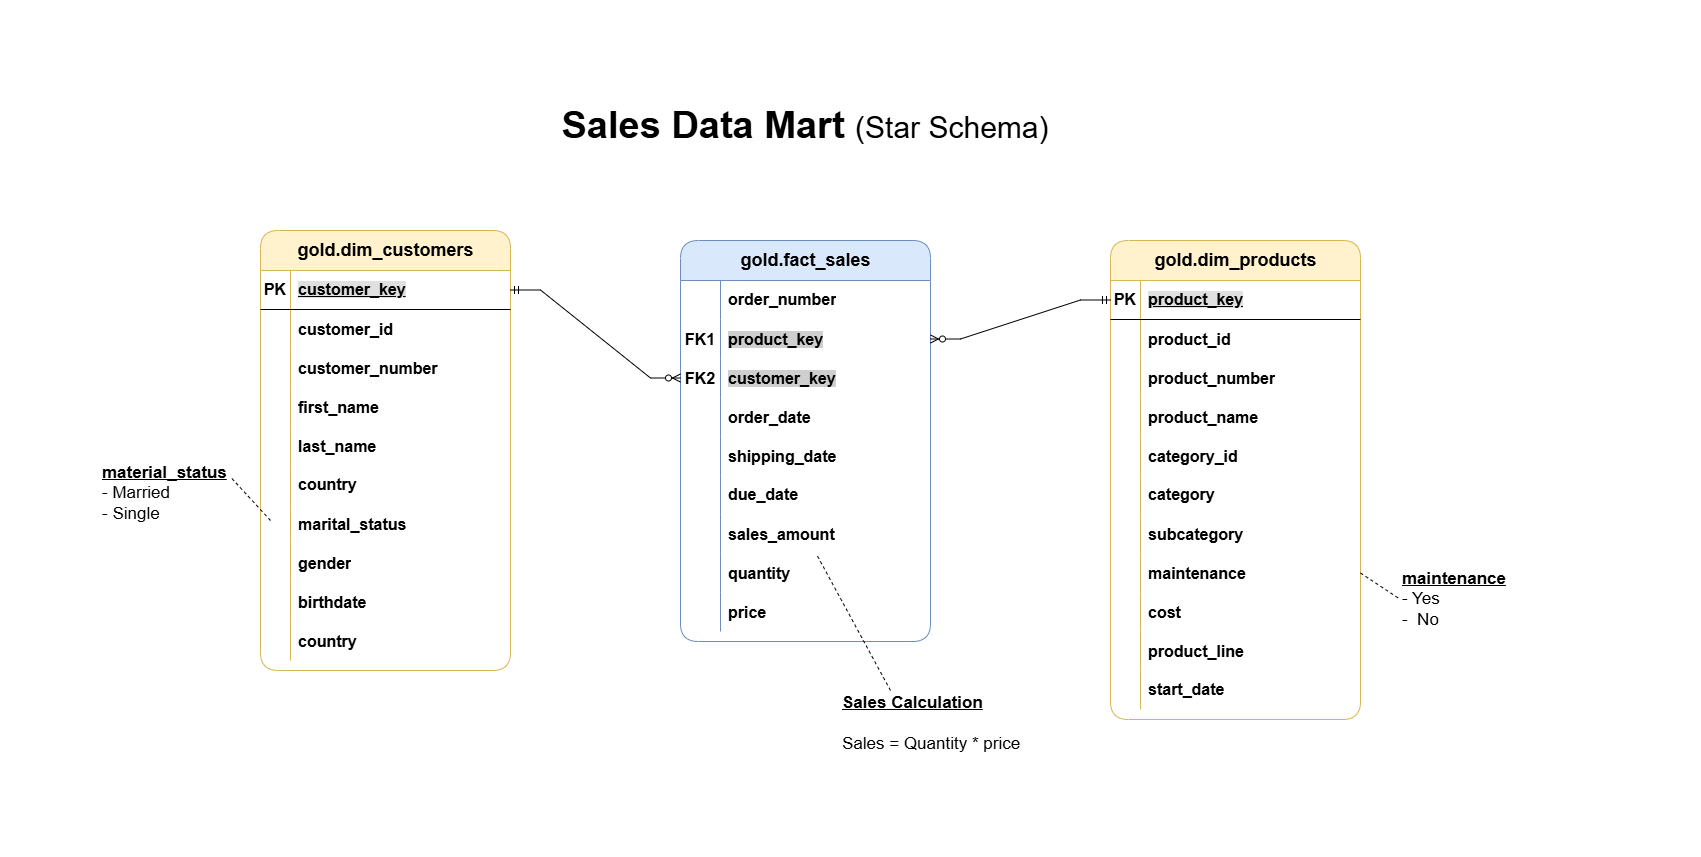 Sales Data Mart (Star Schema)
gold.dim_customers
PK customer_key
customer_id
customer_number
first_name
last_name
country
marital_status
gender
birthdate
country
material_status
- Married
- Single
gold.fact_sales
order_number
FK1 product_key
FK2 customer_key
order_date
shipping_date
due_date
sales_amount
quantity
price
Sales Calculation
Sales = Quantity * price
gold.dim_products
PK product_key
product_id
product_number
product_name
category_id
category
subcategory
maintenance
cost
product_line
start_date
maintenance
- Yes
- No